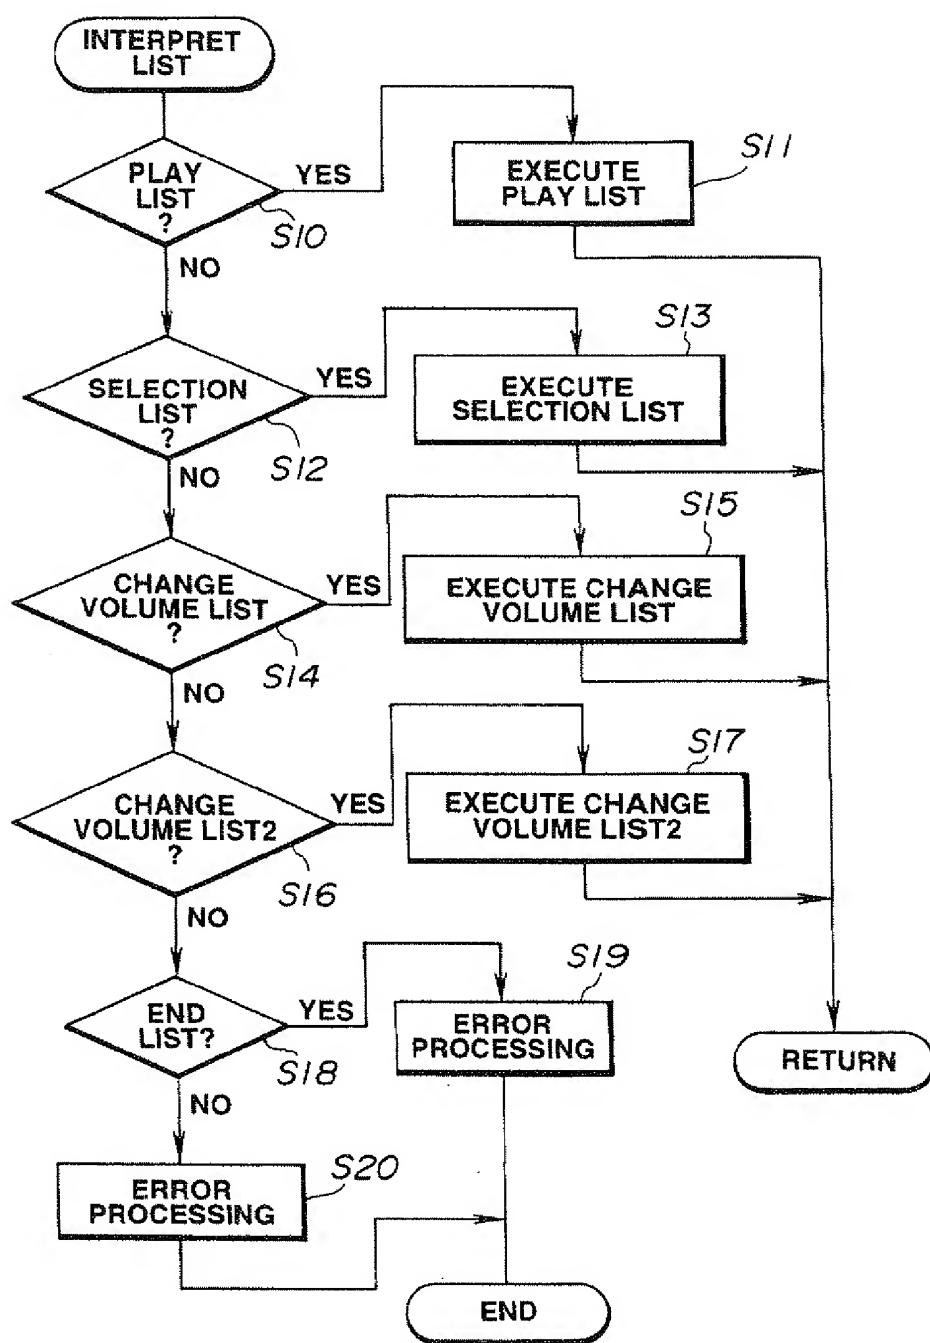 INTERPRET
LIST
PLAY
LIST
?
YES
S10
NO
EXECUTE
PLAY LIST
S11
SELECTION
LIST
?
YES
S12
NO
EXECUTE
SELECTION LIST
S13
CHANGE
VOLUME LIST
?
YES
S14
NO
EXECUTE CHANGE
VOLUME LIST
S15
CHANGE
VOLUME LIST2
?
YES
S16
NO
EXECUTE CHANGE
VOLUME LIST2
S17
END
LIST?
YES
S18
NO
ERROR
PROCESSING
S19
RETURN
ERROR
PROCESSING
S20
END